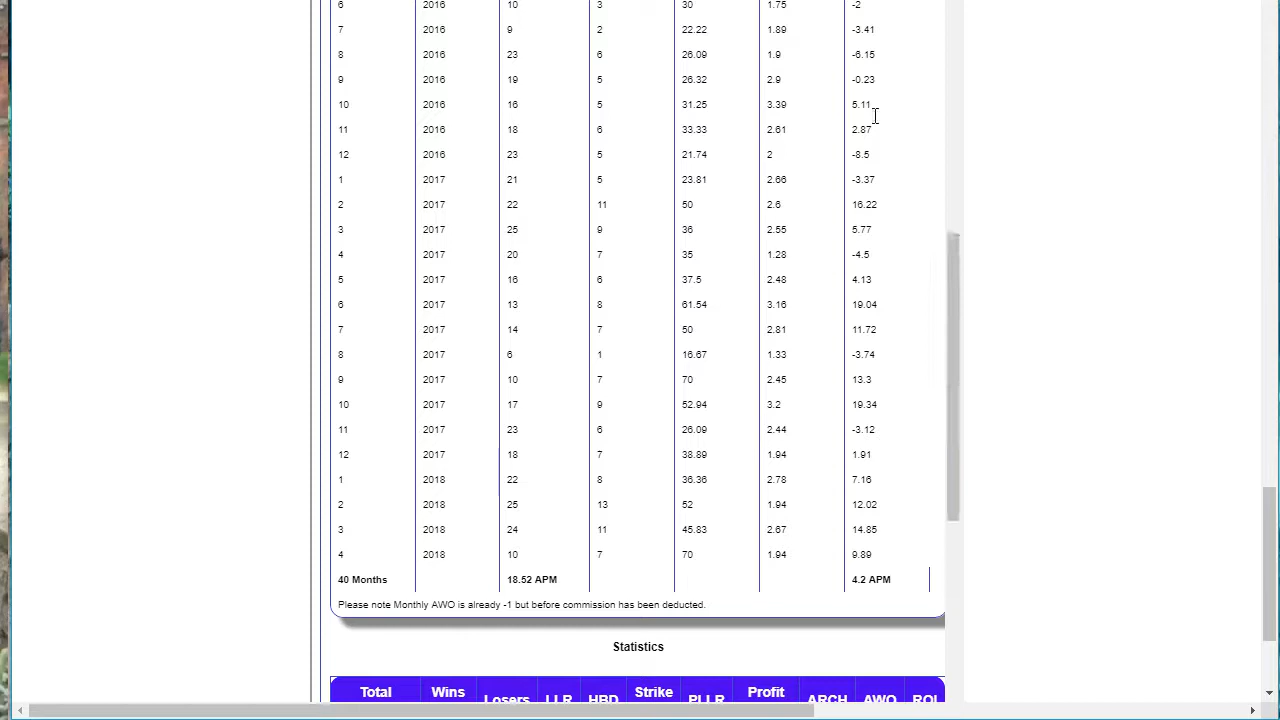 6 2016 10 3 30 1.75 -2
7 2016 9 2 22.22 1.89 -3.41
8 2016 23 6 26.09 1.9 -6.15
9 2016 19 5 26.32 2.9 -0.23
10 2016 16 5 31.25 3.39 5.11
11 2016 18 6 33.33 2.61 2.87
12 2016 23 5 21.74 2 -8.5
1 2017 21 5 23.81 2.66 -3.37
2 2017 22 11 50 2.6 16.22
3 2017 25 9 36 2.55 5.77
4 2017 20 7 35 1.28 -4.5
5 2017 16 6 37.5 2.48 4.13
6 2017 13 8 61.54 3.16 19.04
7 2017 14 7 50 2.81 11.72
8 2017 6 1 16.67 1.33 -3.74
9 2017 10 7 70 2.45 13.3
10 2017 17 9 52.94 3.2 19.34
11 2017 23 6 26.09 2.44 -3.12
12 2017 18 7 38.89 1.94 1.91
1 2018 22 8 36.36 2.78 7.16
2 2018 25 13 52 1.94 12.02
3 2018 24 11 45.83 2.67 14.85
4 2018 10 7 70 1.94 9.89
40 Months 18.52 APM 4.2 APM
Please note Monthly AWO is already -1 but before commission has been deducted.
Statistics
Total Wins Strike Profit
Losers LLR HBD PLLR ARCH AWO ROI